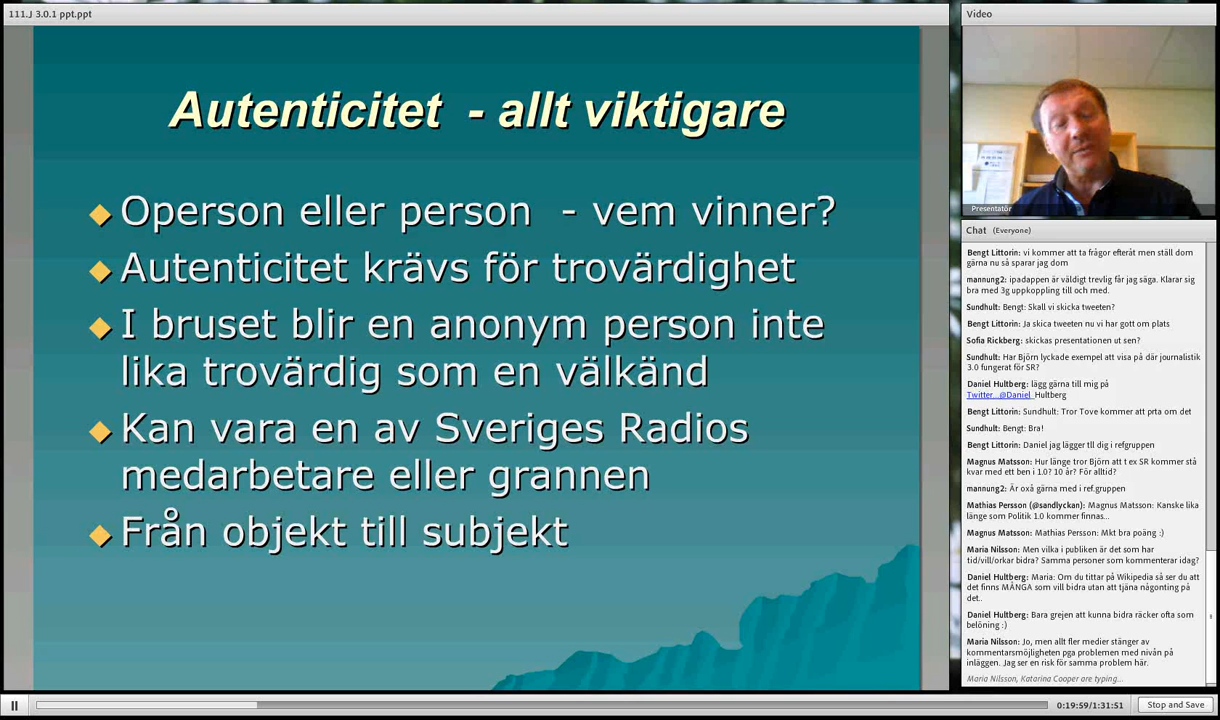 111.J 3.0.1 ppt.ppt
Autenticitet - allt viktigare
Operson eller person - vem vinner?
Autenticitet krävs för trovärdighet
I bruset blir en anonym person inte
lika trovärdig som en välkänd
Kan vara en av Sveriges Radios
medarbetare eller grannen
Från objekt till subjekt
Video
Presentatör
Chat (Everyone)
Bengt Littorin: vi kommer att ta frågor efteråt men ställ dom
gärna nu så sparar jag dom
mannung2: ipadappen är väldigt trevlig får jag säga. Klarar sig
bra med 3g uppkoppling till och med.
Sundhult: Bengt: Skall vi skicka tweeten?
Bengt Littorin: Ja skica tweeten nu vi har gott om plats
Sofia Rickberg: skickas presentationen ut sen?
Sundhult: Har Björn lyckade exempel att visa på där journalistik
3.0 fungerat för SR?
Daniel Hultberg: lägg gärna till mig på
Twitter...@Daniel_Hultberg
Bengt Littorin: Sundhult: Tror Tove kommer att prta om det
Sundhult: Bengt: Bra!
Bengt Littorin: Daniel jag lägger tll dig i refgruppen
Magnus Matsson: Hur länge tror Björn att t ex SR kommer stå
kvar med ett ben i 1.0? 10 år? För alltid?
mannung2: Är oxå gärna med i ref.gruppen
Mathias Persson (@sandlyckan): Magnus Matsson: Kanske lika
länge som Politik 1.0 kommer finnas...
Magnus Matsson: Mathias Persson: Mkt bra poäng :)
Maria Nilsson: Men vilka i publiken är det som har
tid/vill/orkar bidra? Samma personer som kommenterar idag?
Daniel Hultberg: Maria: Om du tittar på Wikipedia så ser du att
det finns MÅNGA som vill bidra utan att tjäna någonting på
det..
Daniel Hultberg: Bara grejen att kunna bidra räcker ofta som
belöning :)
Maria Nilsson: Jo, men allt fler medier stänger av
kommentarsmöjligheten pga problemen med nivån på
inläggen. Jag ser en risk för samma problem här.
Maria Nilsson, Katarina Cooper are typing...
0:19:59/1:31:51
Stop and Save